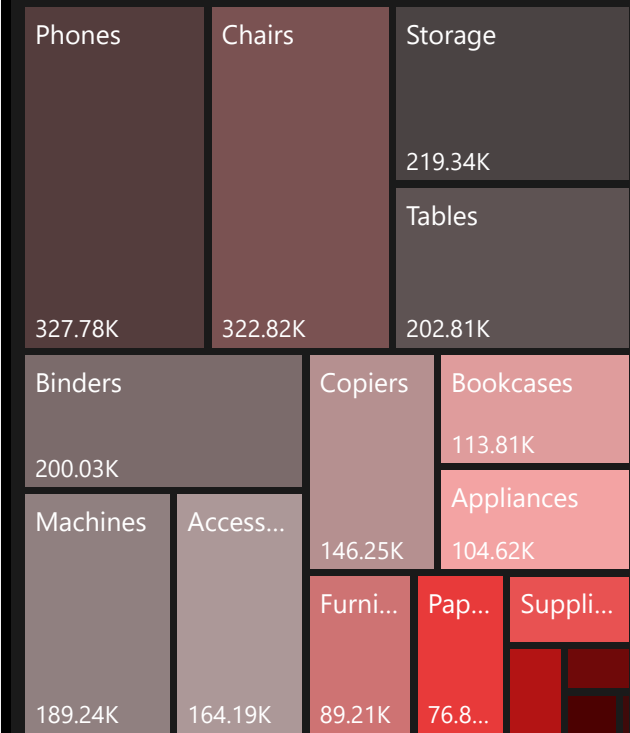 Phones
327.78K
Chairs
322.82K
Storage
219.34K
Tables
202.81K
Binders
200.03K
Machines
189.24K
Access...
164.19K
Copiers
146.25K
Bookcases
113.81K
Appliances
104.62K
Furni...
89.21K
Pap...
76.8...
Suppli...